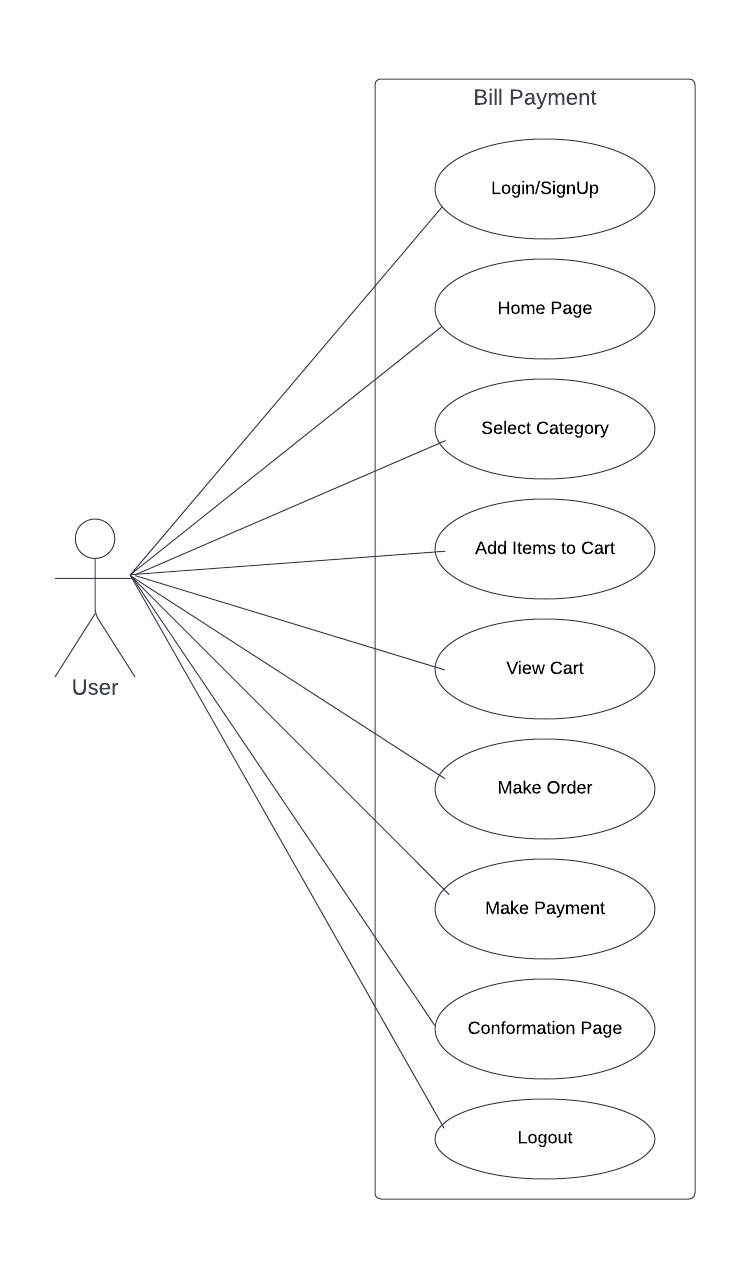 Bill Payment
Login/SignUp
Home Page
Select Category
Add Items to Cart
View Cart
User
Make Order
Make Payment
Conformation Page
Logout